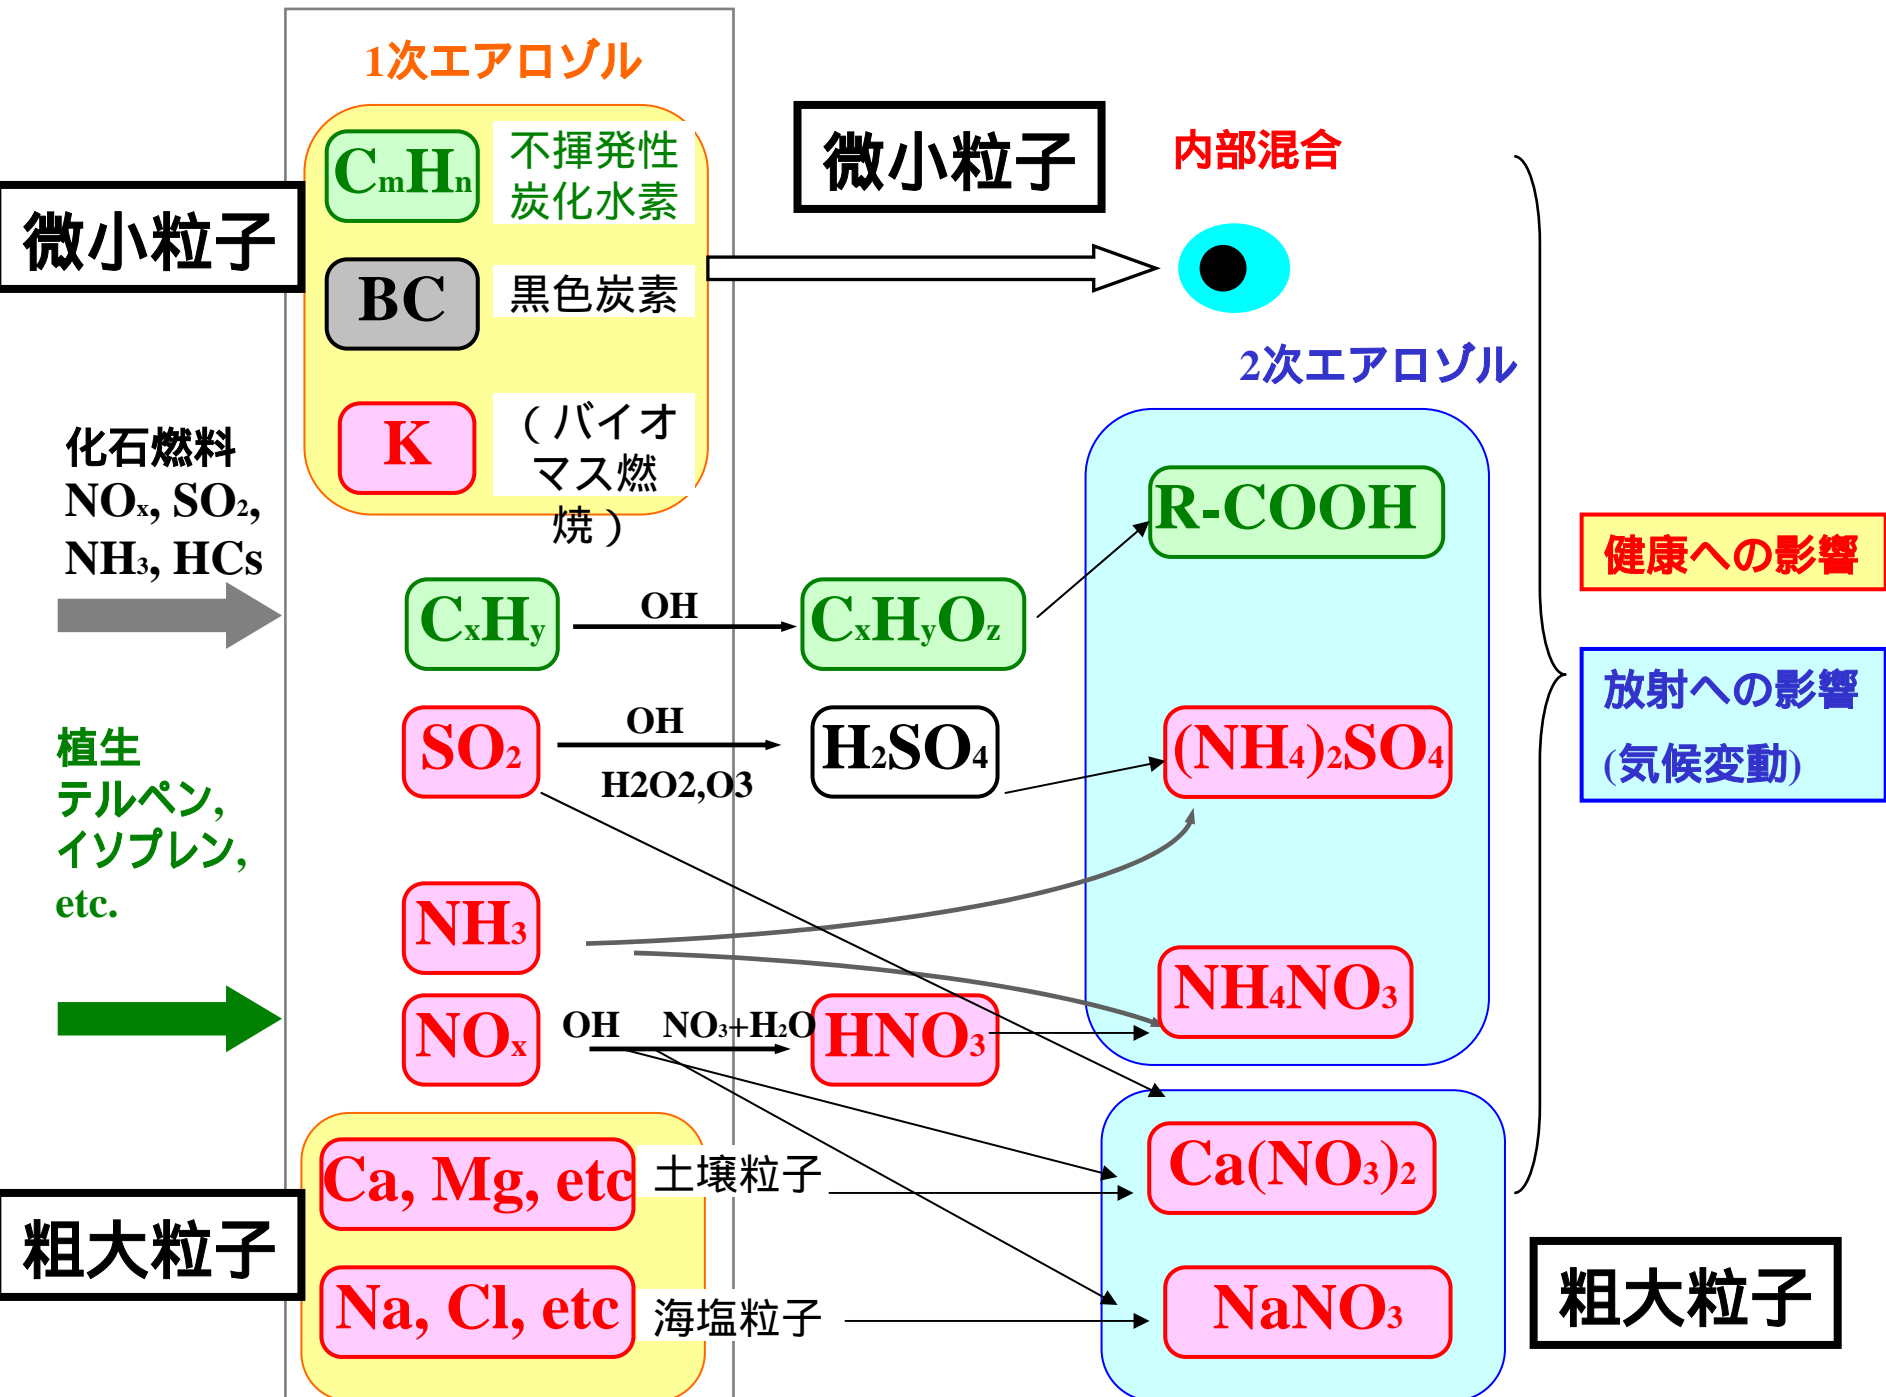 1次エアロゾル
微小粒子
CmHn
不揮発性
炭化水素
BC
黒色炭素
K
(バイオ
マス燃
焼)
微小粒子
内部混合
2次エアロゾル
化石燃料
NOx, SO2,
NH3, HCs
植生
テルペン,
イソプレン,
etc.
CxHy
OH
CxHyOz
R-COOH
SO2
OH
H2O2,O3
H2SO4
(NH4)2SO4
NH3
NOx
OH
NO3+H2O
HNO3
NH4NO3
粗大粒子
Ca, Mg, etc
土壌粒子
Ca(NO3)2
Na, Cl, etc
海塩粒子
NaNO3
粗大粒子
健康への影響
放射への影響
(気候変動)